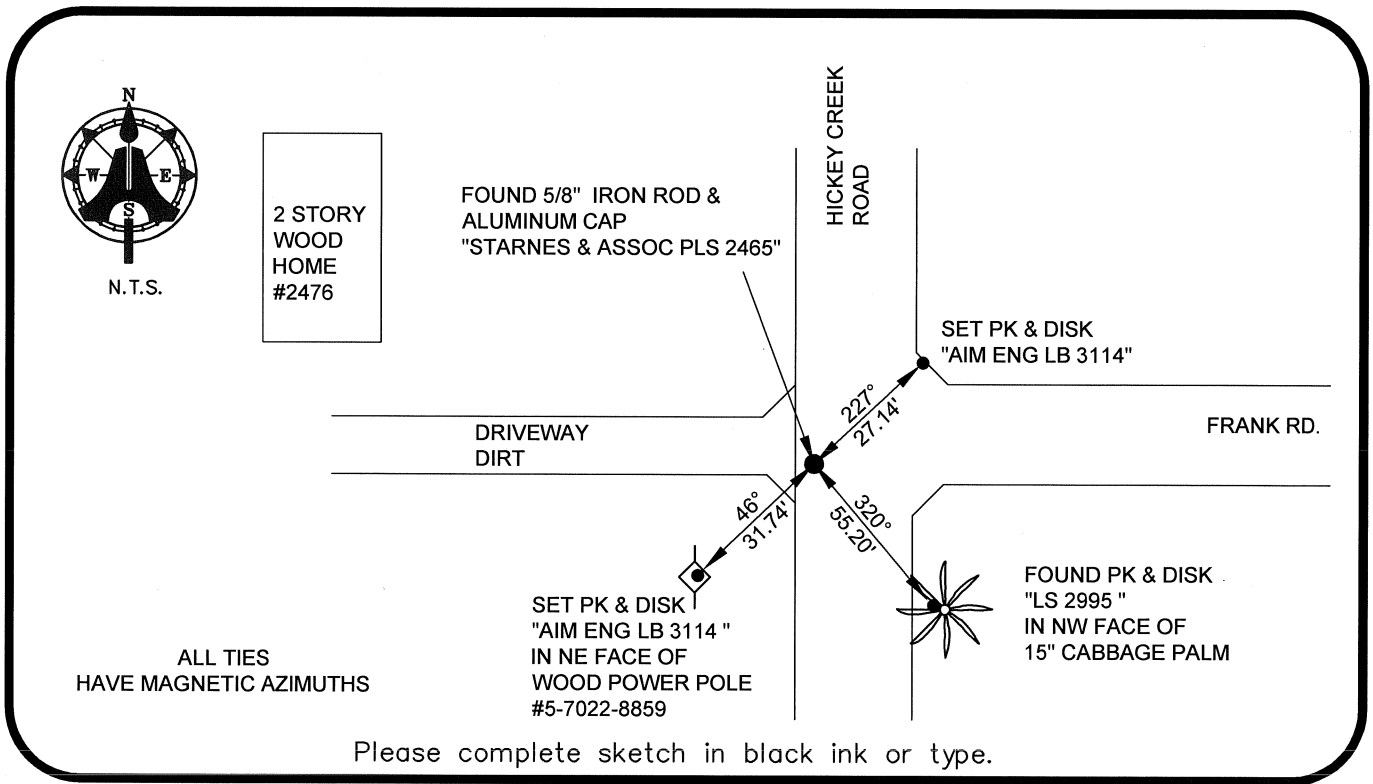 N
W
E
S
N.T.S.
2 STORY
WOOD
HOME
#2476
FOUND 5/8" IRON ROD &
ALUMINUM CAP
"STARNES & ASSOC PLS 2465"
HICKEY CREEK
ROAD
SET PK & DISK
"AIM ENG LB 3114"
227°
27.14'
FRANK RD.
DRIVEWAY
DIRT
46°
31.74'
320°
55.20'
SET PK & DISK
"AIM ENG LB 3114 "
IN NE FACE OF
WOOD POWER POLE
#5-7022-8859
FOUND PK & DISK
"LS 2995 "
IN NW FACE OF
15" CABBAGE PALM
ALL TIES
HAVE MAGNETIC AZIMUTHS
Please complete sketch in black ink or type.